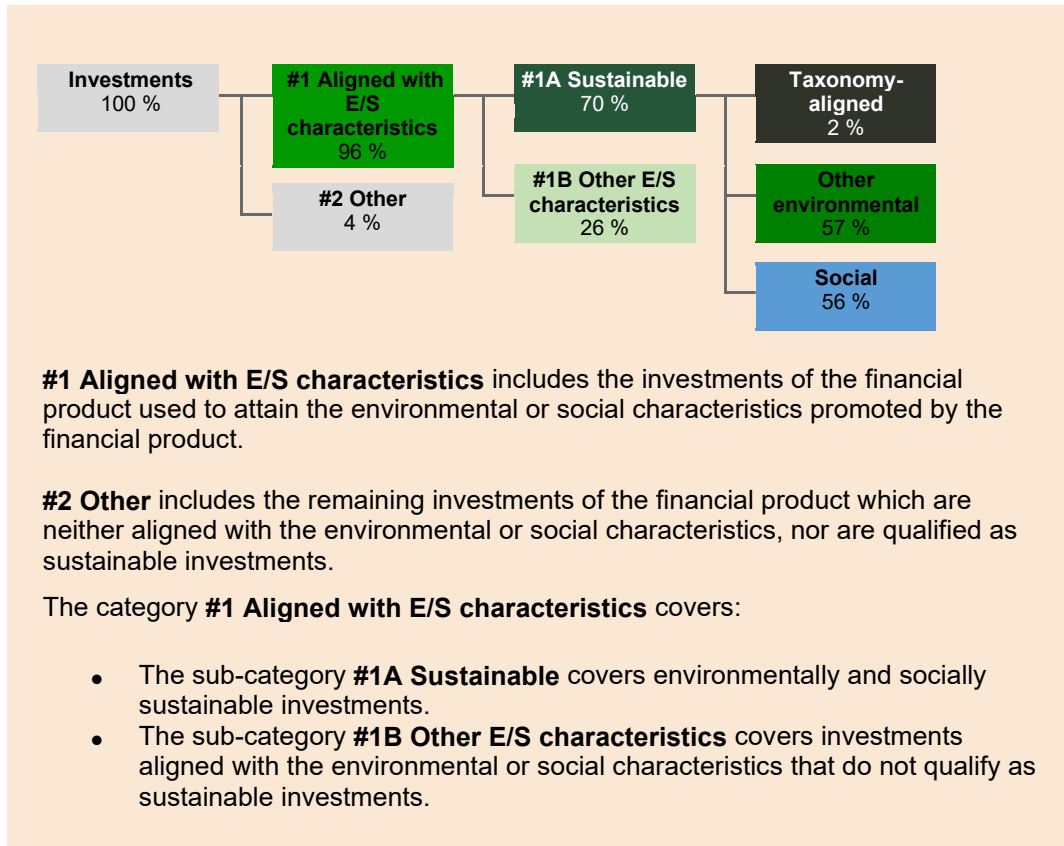 Investments
100 %
#1 Aligned with
E/S
characteristics
96 %
#2 Other
4 %
#1A Sustainable
70 %
#1B Other E/S
characteristics
26 %
Taxonomy-
aligned
2 %
Other
environmental
57 %
Social
56 %
#1 Aligned with E/S characteristics includes the investments of the financial
product used to attain the environmental or social characteristics promoted by the
financial product.
#2 Other includes the remaining investments of the financial product which are
neither aligned with the environmental or social characteristics, nor are qualified as
sustainable investments.
The category #1 Aligned with E/S characteristics covers:
• The sub-category #1A Sustainable covers environmentally and socially
sustainable investments.
• The sub-category #1B Other E/S characteristics covers investments
aligned with the environmental or social characteristics that do not qualify as
sustainable investments.